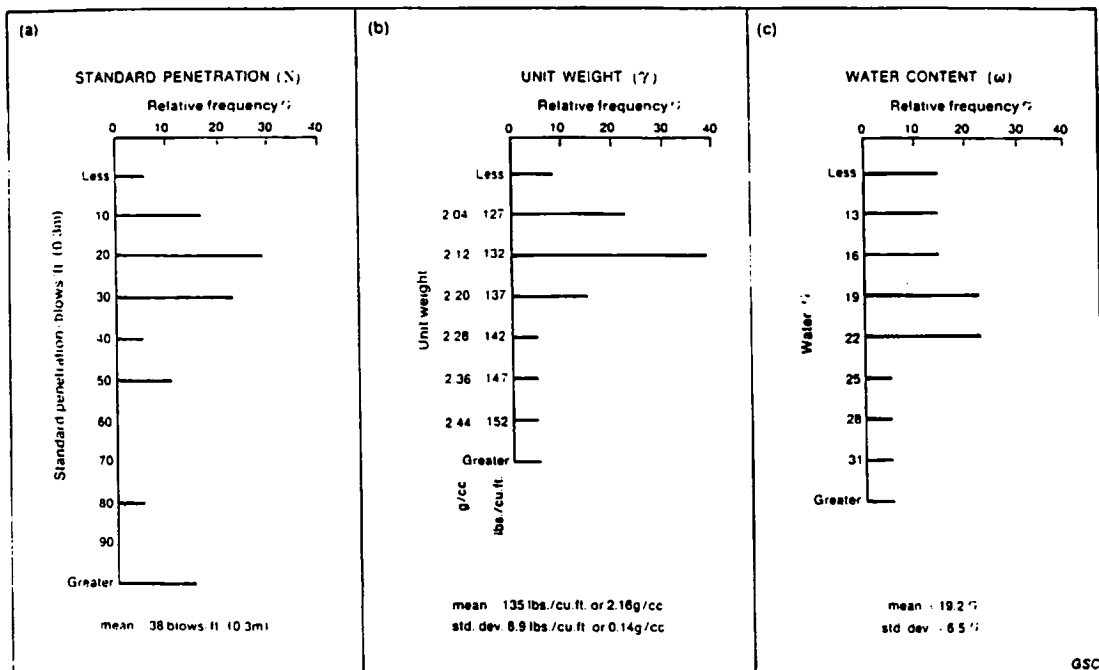 (a)
STANDARD PENETRATION (N)
Relative frequency %
0 10 20 30 40
Standard penetration - blows/ft. (0.3m)
Less
10
20
30
40
50
60
70
80
90
Greater
mean 38 blows/ft. (0.3m)
(b)
UNIT WEIGHT (γ)
Relative frequency %
0 10 20 30 40
Unit weight
Less
2.04 127
2.12 132
2.20 137
2.28 142
2.36 147
2.44 152
Greater
g/cc
lbs./cu.ft.
mean 135 lbs./cu.ft. or 2.16g/cc
std. dev. 8.9 lbs./cu.ft. or 0.14g/cc
(c)
WATER CONTENT (ω)
Relative frequency %
0 10 20 30 40
Water %
Less
13
16
19
22
25
28
31
Greater
mean - 19.2 %
std. dev. - 6.5 %
GSC